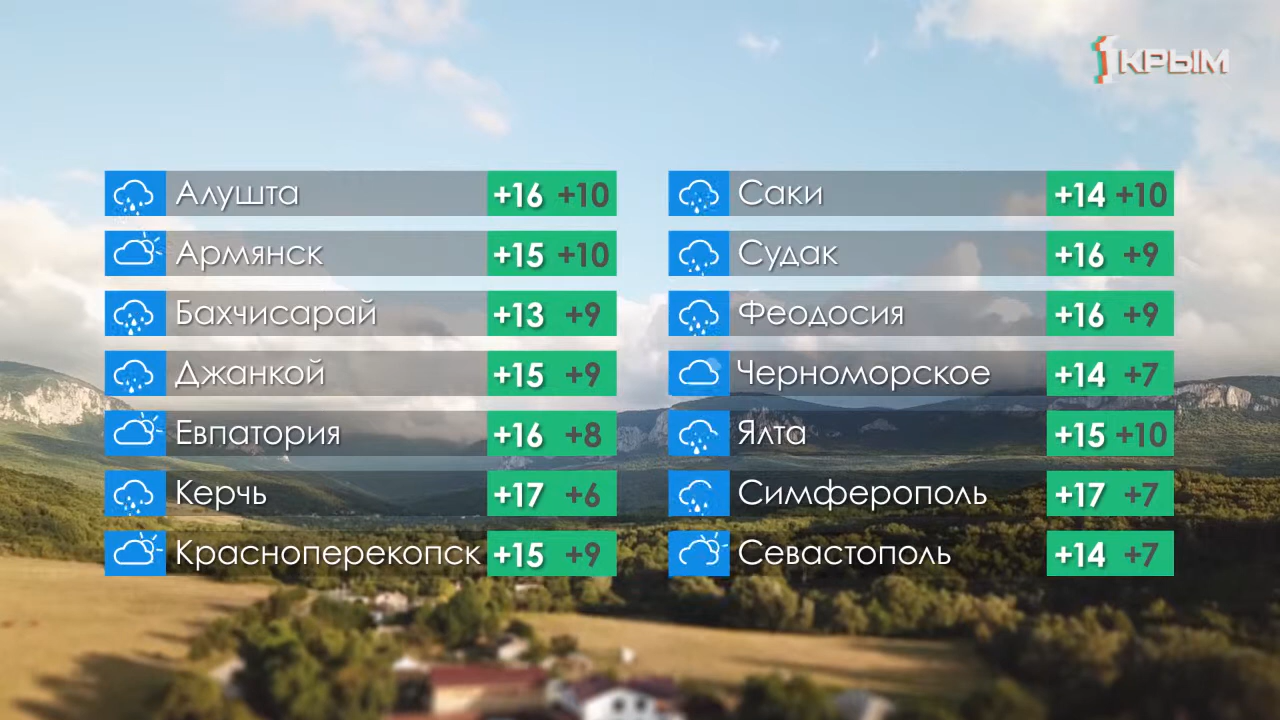 1 КРЫМ
Алушта +16 +10
Армянск +15 +10
Бахчисарай +13 +9
Джанкой +15 +9
Евпатория +16 +8
Керчь +17 +6
Красноперекопск +15 +9
Саки +14 +10
Судак +16 +9
Феодосия +16 +9
Черноморское +14 +7
Ялта +15 +10
Симферополь +17 +7
Севастополь +14 +7